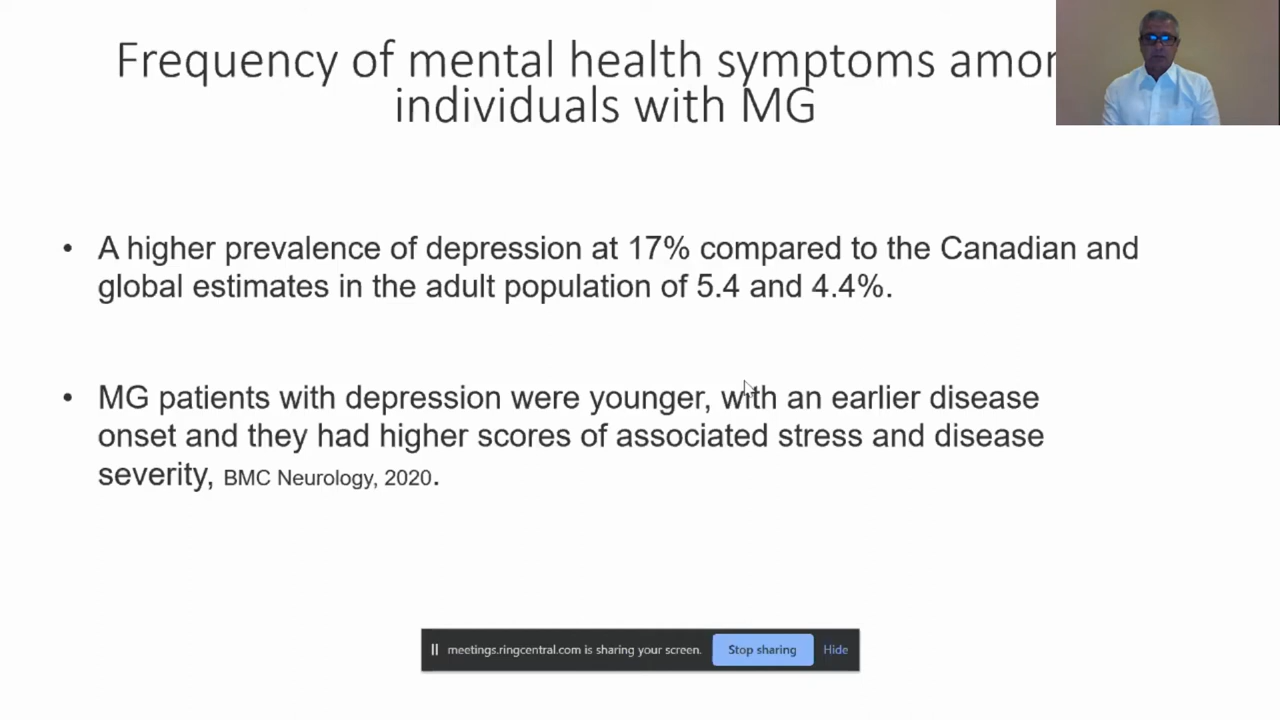 Frequency of mental health symptoms amon
individuals with MG
• A higher prevalence of depression at 17% compared to the Canadian and
global estimates in the adult population of 5.4 and 4.4%.
• MG patients with depression were younger, with an earlier disease
onset and they had higher scores of associated stress and disease
severity, BMC Neurology, 2020.
meetings.ringcentral.com is sharing your screen. Stop sharing Hide